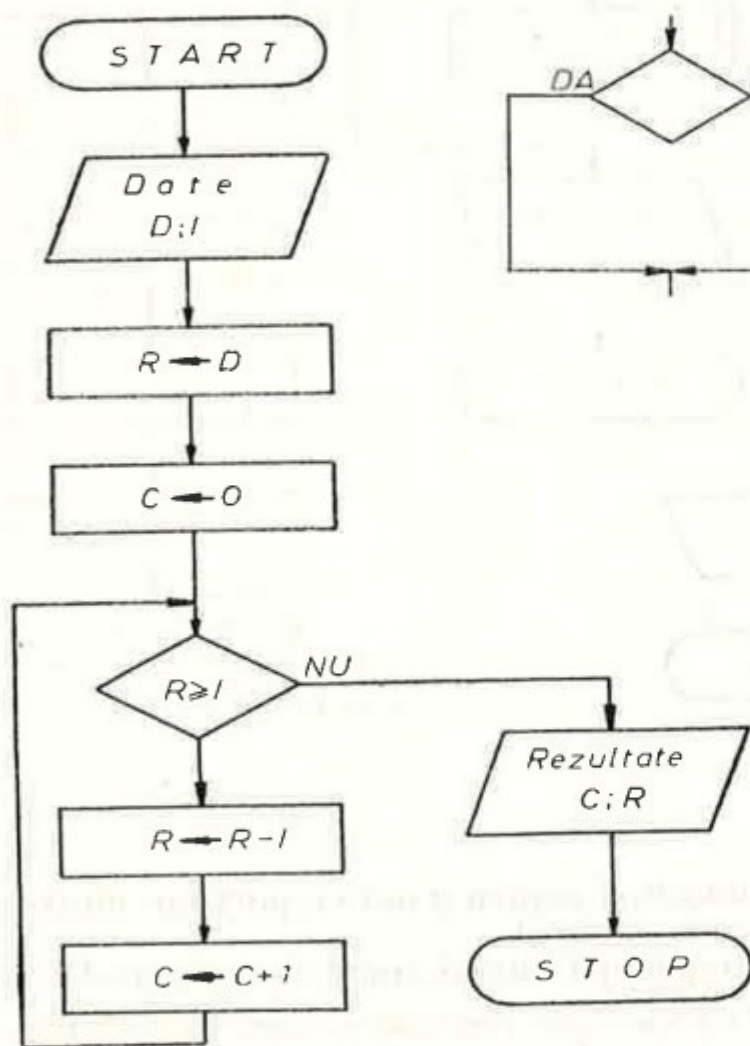 START
DA
Date
D;I
R ← D
C ← 0
R ⩾ I
NU
Rezultate
C;R
R ← R-I
C ← C+1
STOP